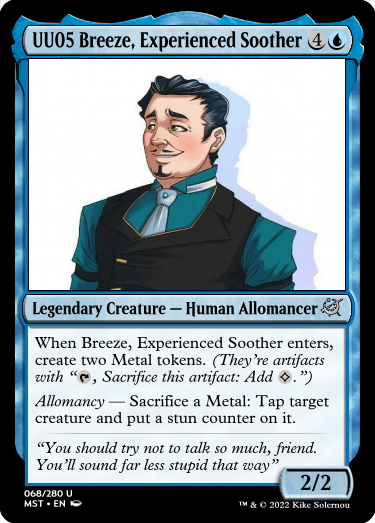 UU05 Breeze, Experienced Soother 4
Legendary Creature — Human Allomancer
When Breeze, Experienced Soother enters,
create two Metal tokens. (They're artifacts
with “, Sacrifice this artifact: Add .”)
Allomancy — Sacrifice a Metal: Tap target
creature and put a stun counter on it.
“You should try not to talk so much, friend.
You'll sound far less stupid that way”
2/2
068/280 U
MST • EN Kike Solernou
™ & © 2022 Kike Solernou